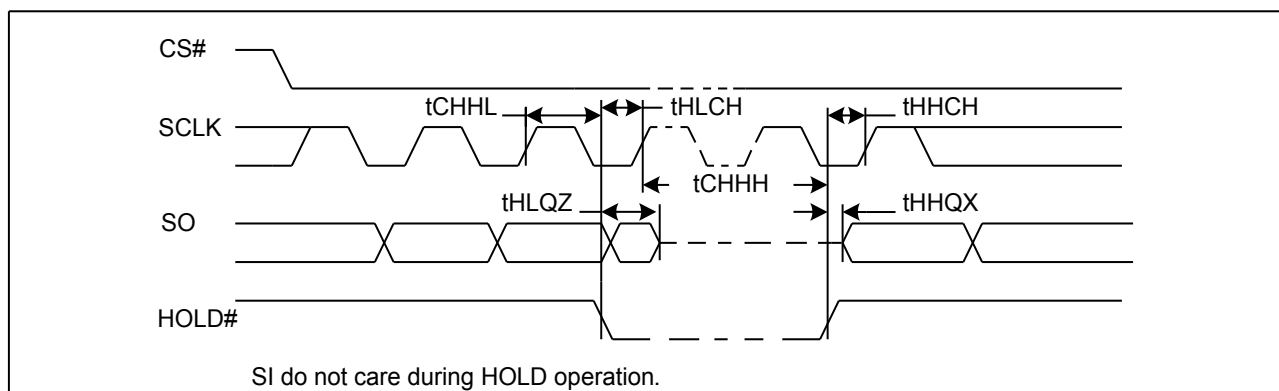 CS#
tCHHL
tHLCH
tHHCH
SCLK
tCHHH
tHLQZ
tHHQX
SO
HOLD#
SI do not care during HOLD operation.